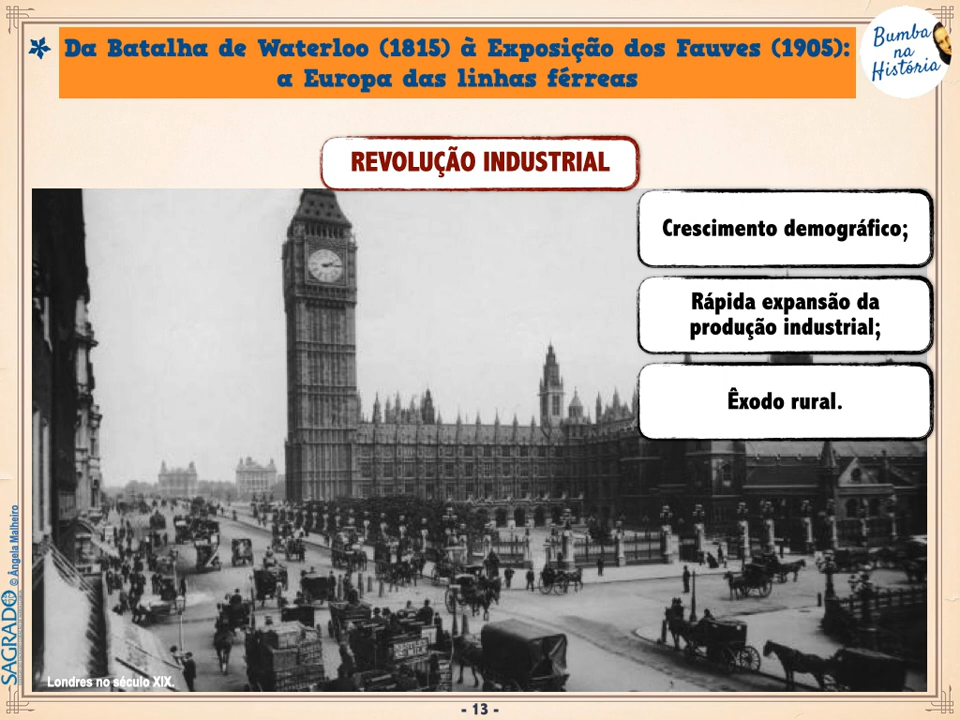 Da Batalha de Waterloo (1815) à Exposição dos Fauves (1905):
a Europa das linhas férreas
Bumba
na
História
REVOLUÇÃO INDUSTRIAL
Crescimento demográfico;
Rápida expansão da
produção industrial;
Êxodo rural.
SAGRADO
© Ângela Malheiro
Londres no século XIX.
- 13 -